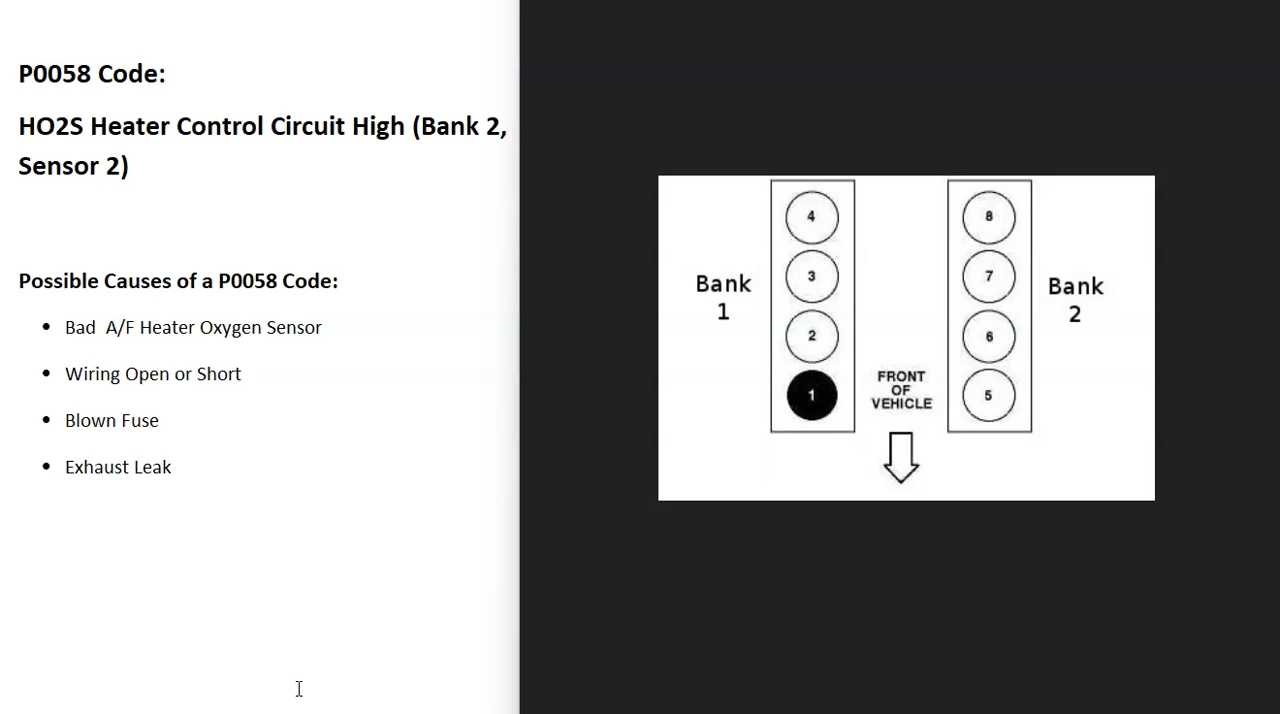 P0058 Code:
HO2S Heater Control Circuit High (Bank 2,
Sensor 2)
Possible Causes of a P0058 Code:
• Bad  A/F Heater Oxygen Sensor
• Wiring Open or Short
• Blown Fuse
• Exhaust Leak
4
3
2
1
Bank
1
FRONT
OF
VEHICLE
8
7
6
5
Bank
2